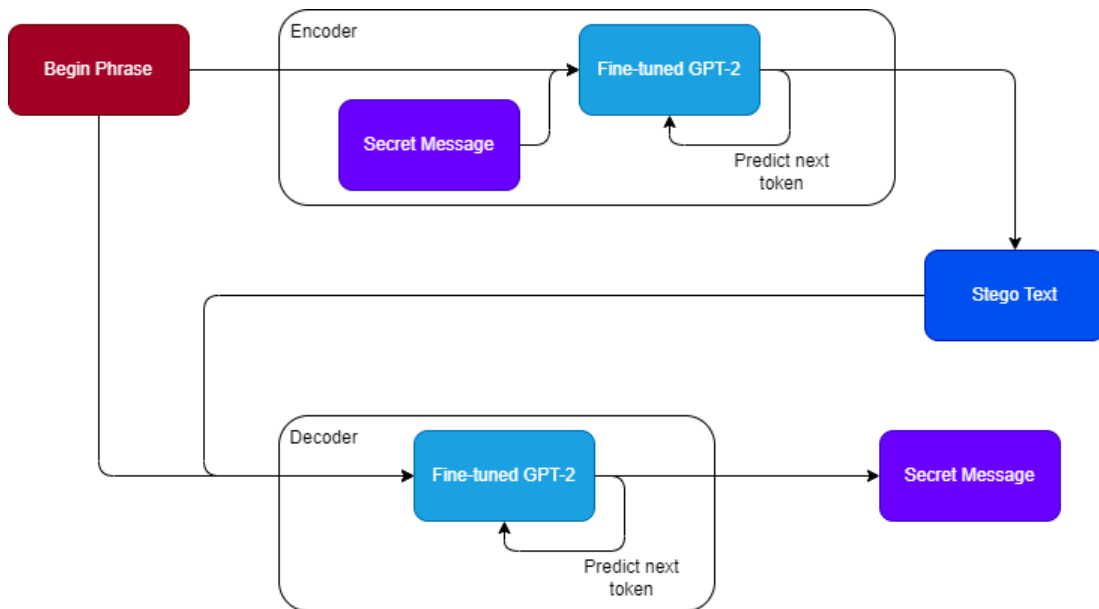 Encoder
Begin Phrase
Fine-tuned GPT-2
Secret Message
Predict next
token
Stego Text
Decoder
Fine-tuned GPT-2
Secret Message
Predict next
token